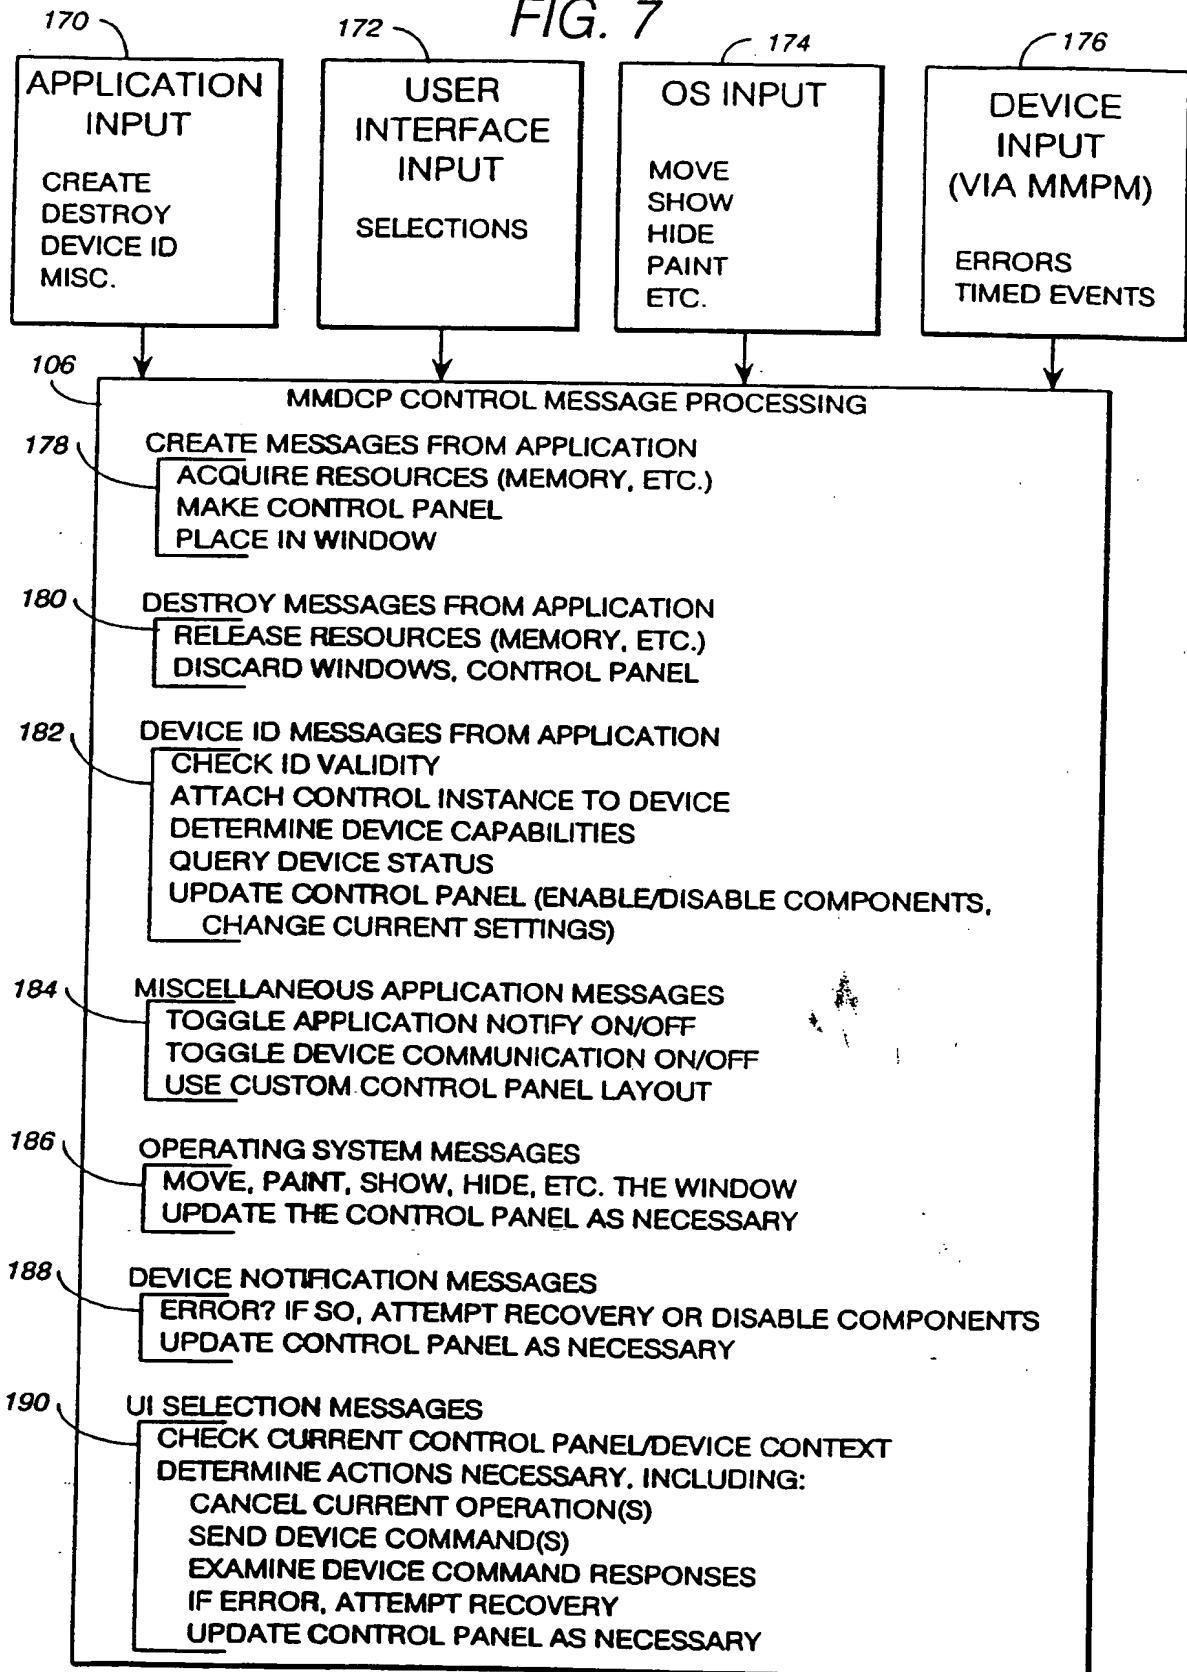 FIG. 7
170
172
174
176
APPLICATION
INPUT
CREATE
DESTROY
DEVICE ID
MISC.
USER
INTERFACE
INPUT
SELECTIONS
OS INPUT
MOVE
SHOW
HIDE
PAINT
ETC.
DEVICE
INPUT
(VIA MMPM)
ERRORS
TIMED EVENTS
106
MMDCP CONTROL MESSAGE PROCESSING
178
CREATE MESSAGES FROM APPLICATION
ACQUIRE RESOURCES (MEMORY, ETC.)
MAKE CONTROL PANEL
PLACE IN WINDOW
180
DESTROY MESSAGES FROM APPLICATION
RELEASE RESOURCES (MEMORY, ETC.)
DISCARD WINDOWS, CONTROL PANEL
182
DEVICE ID MESSAGES FROM APPLICATION
CHECK ID VALIDITY
ATTACH CONTROL INSTANCE TO DEVICE
DETERMINE DEVICE CAPABILITIES
QUERY DEVICE STATUS
UPDATE CONTROL PANEL (ENABLE/DISABLE COMPONENTS,
CHANGE CURRENT SETTINGS)
184
MISCELLANEOUS APPLICATION MESSAGES
TOGGLE APPLICATION NOTIFY ON/OFF
TOGGLE DEVICE COMMUNICATION ON/OFF
USE CUSTOM CONTROL PANEL LAYOUT
186
OPERATING SYSTEM MESSAGES
MOVE, PAINT, SHOW, HIDE, ETC. THE WINDOW
UPDATE THE CONTROL PANEL AS NECESSARY
188
DEVICE NOTIFICATION MESSAGES
ERROR? IF SO, ATTEMPT RECOVERY OR DISABLE COMPONENTS
UPDATE CONTROL PANEL AS NECESSARY
190
UI SELECTION MESSAGES
CHECK CURRENT CONTROL PANEL/DEVICE CONTEXT
DETERMINE ACTIONS NECESSARY, INCLUDING:
CANCEL CURRENT OPERATION(S)
SEND DEVICE COMMAND(S)
EXAMINE DEVICE COMMAND RESPONSES
IF ERROR, ATTEMPT RECOVERY
UPDATE CONTROL PANEL AS NECESSARY